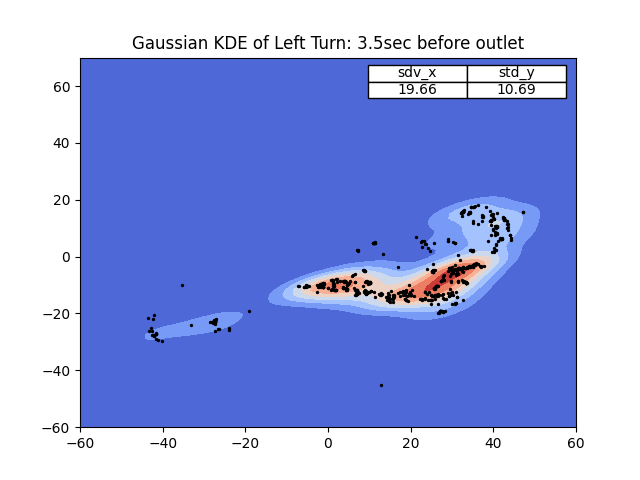 Gaussian KDE of Left Turn: 3.5sec before outlet
sdv_x std_y
19.66 10.69
60
40
20
0
−20
−40
−60
−60 −40 −20 0 20 40 60